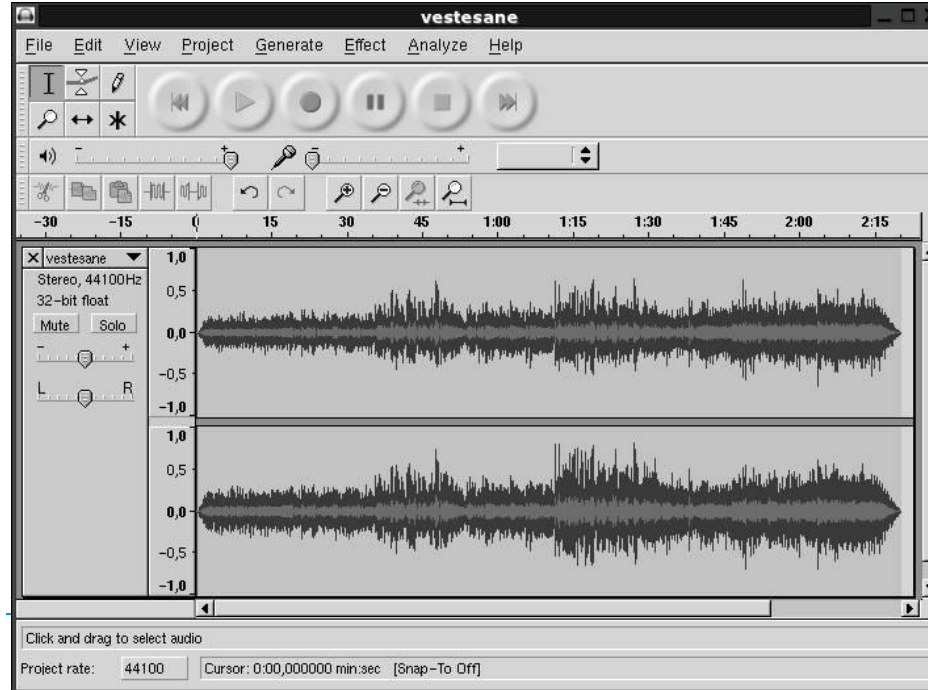 vestesane
File Edit View Project Generate Effect Analyze Help
-30 -15 0 15 30 45 1:00 1:15 1:30 1:45 2:00 2:15
vestesane
Stereo, 44100Hz
32-bit float
Mute Solo
- +
L R
1,0
0,5
0,0
-0,5
-1,0
1,0
0,5
0,0
-0,5
-1,0
Click and drag to select audio
Project rate: 44100 Cursor: 0:00,000000 min:sec [Snap-To Off]